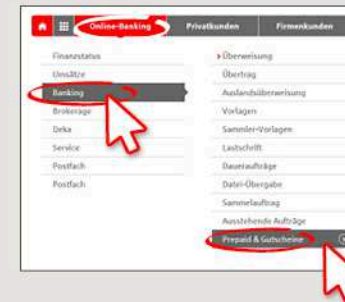 Online-Banking Privatkunden Firmenkunden
Finanzstatus
Umsätze
Banking
Brokerage
Deka
Service
Postfach
Postfach
Überweisung
Übertrag
Auslandsüberweisung
Vorlagen
Sammler-Vorlagen
Lastschrift
Daueraufträge
Datei-Übergabe
Sammelauftrag
Ausstehende Aufträge
Prepaid & Gutscheine